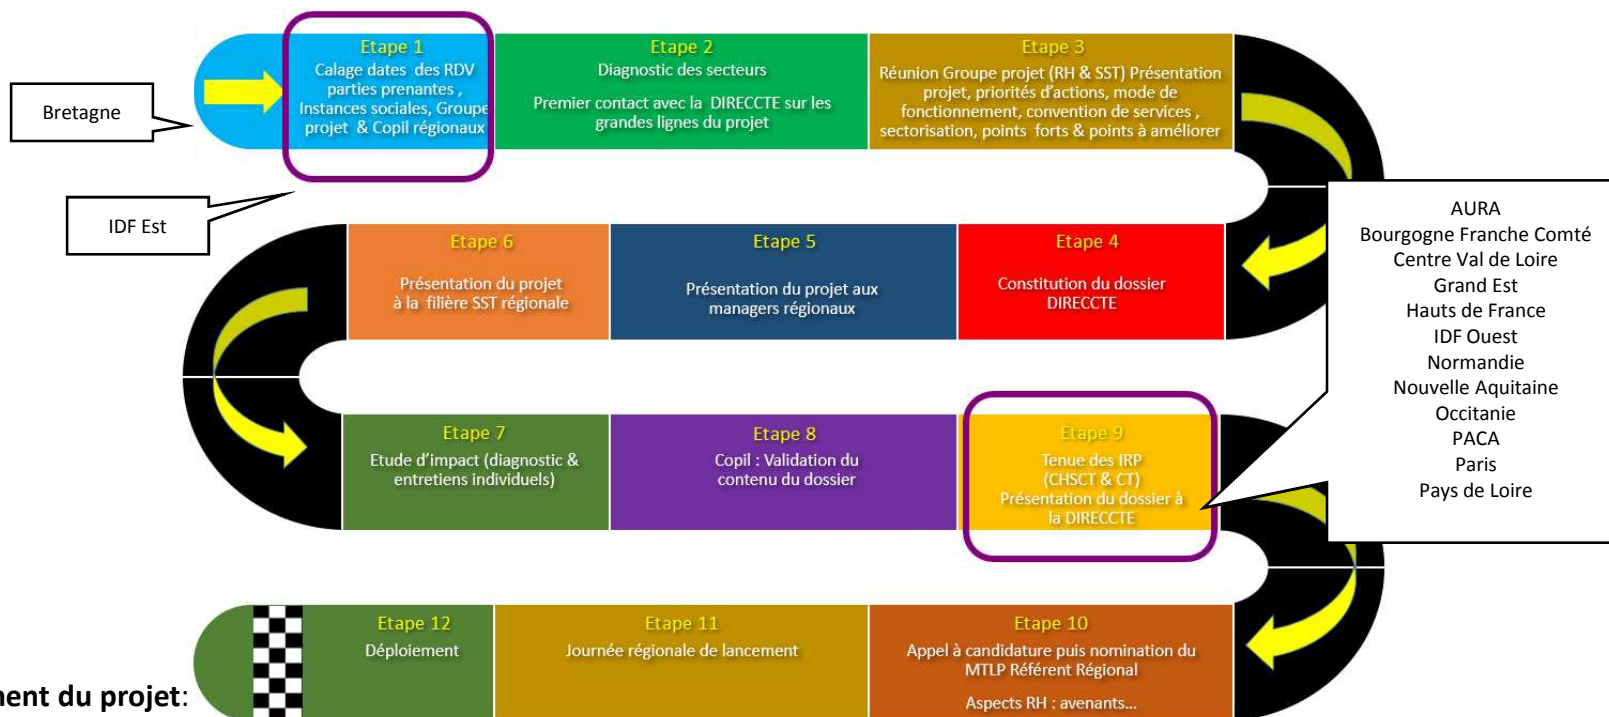 Etape 1
Calage dates des RDV
parties prenantes ,
Instances sociales, Groupe
projet & Copil régionaux
Etape 2
Diagnostic des secteurs
Premier contact avec la DIRECCTE sur les
grandes lignes du projet
Etape 3
Réunion Groupe projet (RH & SST) Présentation
projet, priorités d'actions, mode de
fonctionnement, convention de services ,
sectorisation, points forts & points à améliorer
Bretagne
IDF Est
Etape 6
Présentation du projet
à la filière SST régionale
Etape 5
Présentation du projet aux
managers régionaux
Etape 4
Constitution du dossier
DIRECCTE
AURA
Bourgogne Franche Comté
Centre Val de Loire
Grand Est
Hauts de France
IDF Ouest
Normandie
Nouvelle Aquitaine
Occitanie
PACA
Paris
Pays de Loire
Etape 7
Etude d'impact (diagnostic &
entretiens individuels)
Etape 8
Copil : Validation du
contenu du dossier
Etape 9
Tenue des IRP
(CHSCT & CT)
Présentation du dossier à
la DIRECCTE
Etape 12
Déploiement
Etape 11
Journée régionale de lancement
Etape 10
Appel à candidature puis nomination du
MTLP Référent Régional
Aspects RH : avenants...
du projet: